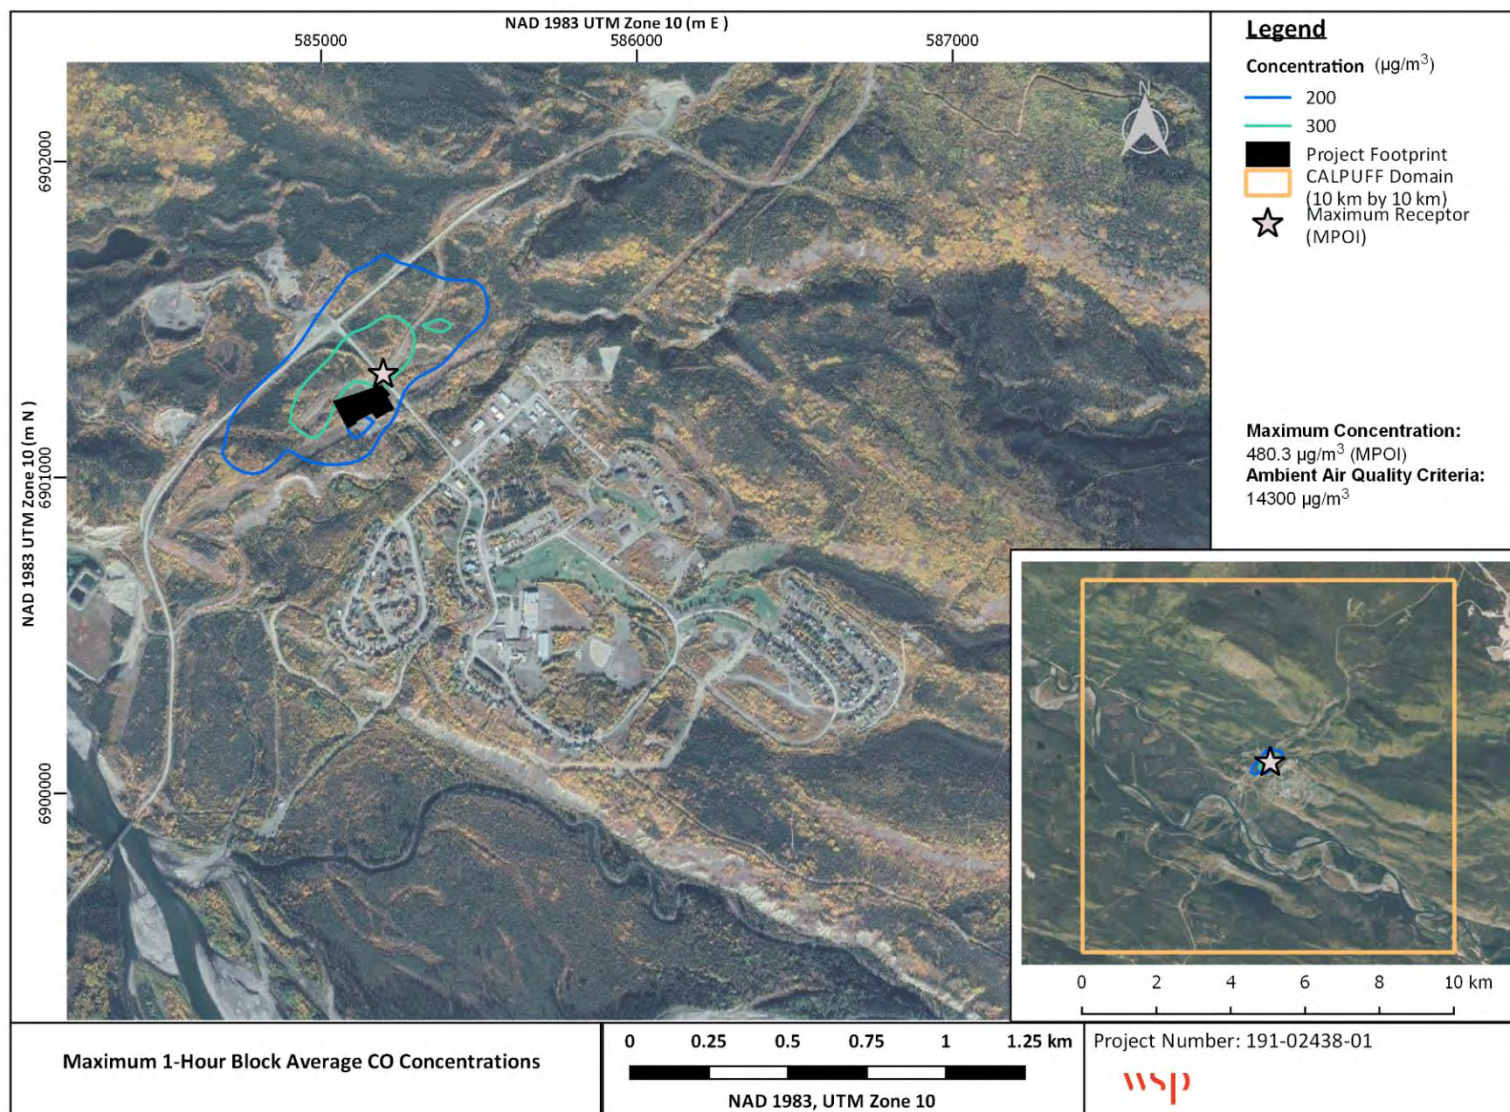 NAD 1983 UTM Zone 10 (m E )
585000
586000
587000
NAD 1983 UTM Zone 10 (m N )
6902000
6901000
6900000
N
Legend
Concentration (µg/m³)
200
300
Project Footprint
CALPUFF Domain
(10 km by 10 km)
Maximum Receptor
(MPOI)
Maximum Concentration:
480.3 µg/m³ (MPOI)
Ambient Air Quality Criteria:
14300 µg/m³
0 2 4 6 8 10 km
Maximum 1-Hour Block Average CO Concentrations
0 0.25 0.5 0.75 1 1.25 km
NAD 1983, UTM Zone 10
Project Number: 191-02438-01
wsp